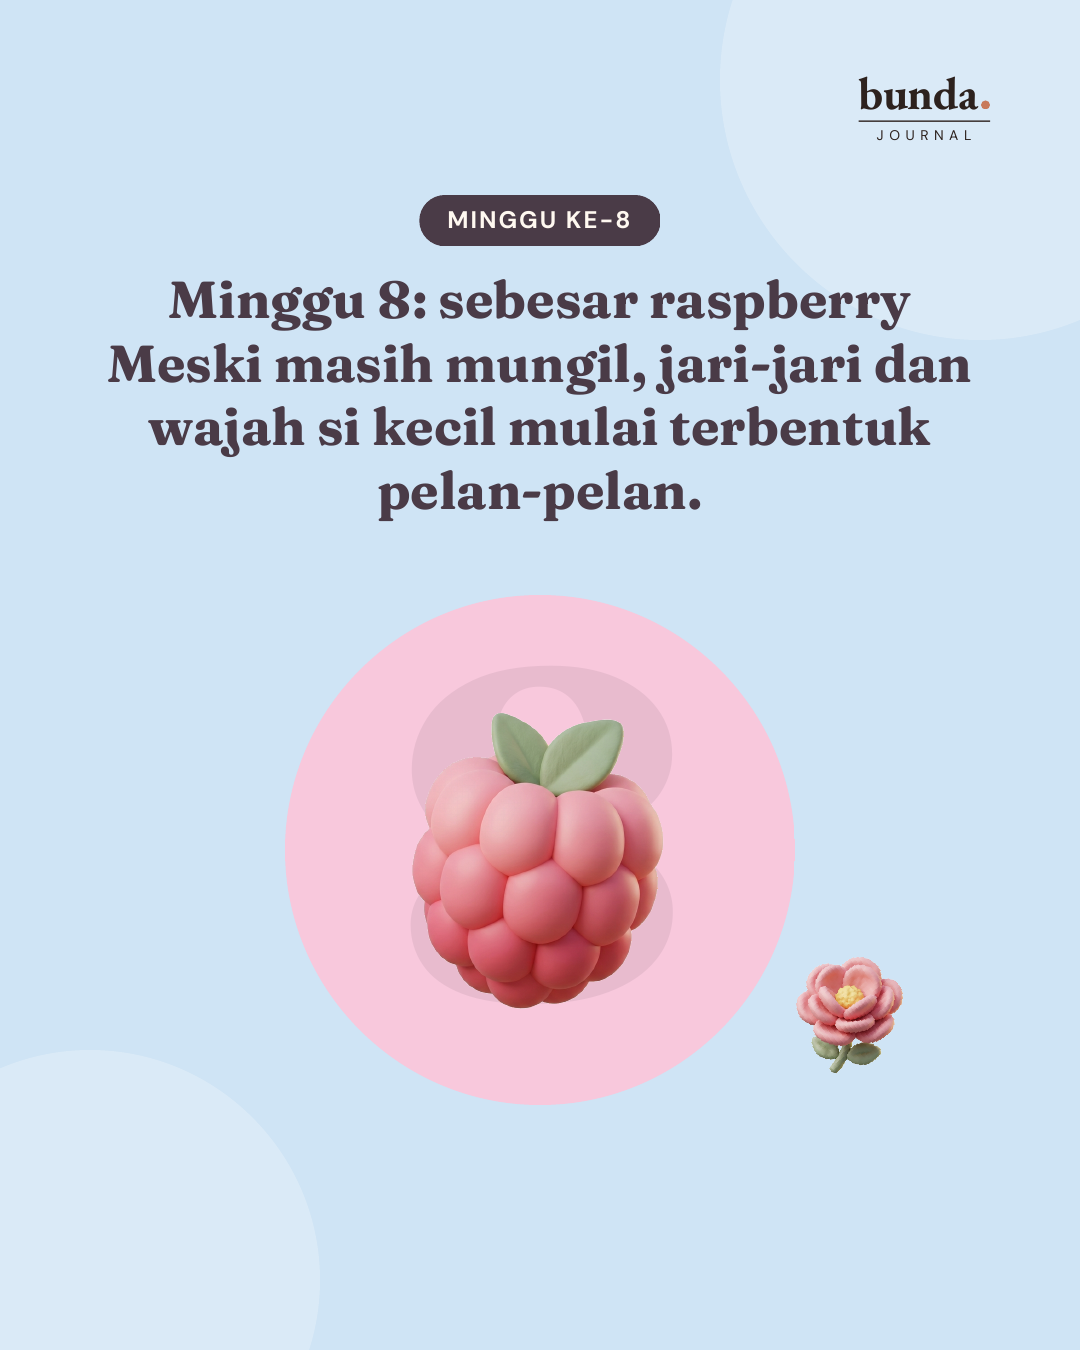 bunda.
JOURNAL
MINGGU KE-8
Minggu 8: sebesar raspberry
Meski masih mungil, jari-jari dan
wajah si kecil mulai terbentuk
pelan-pelan.
8